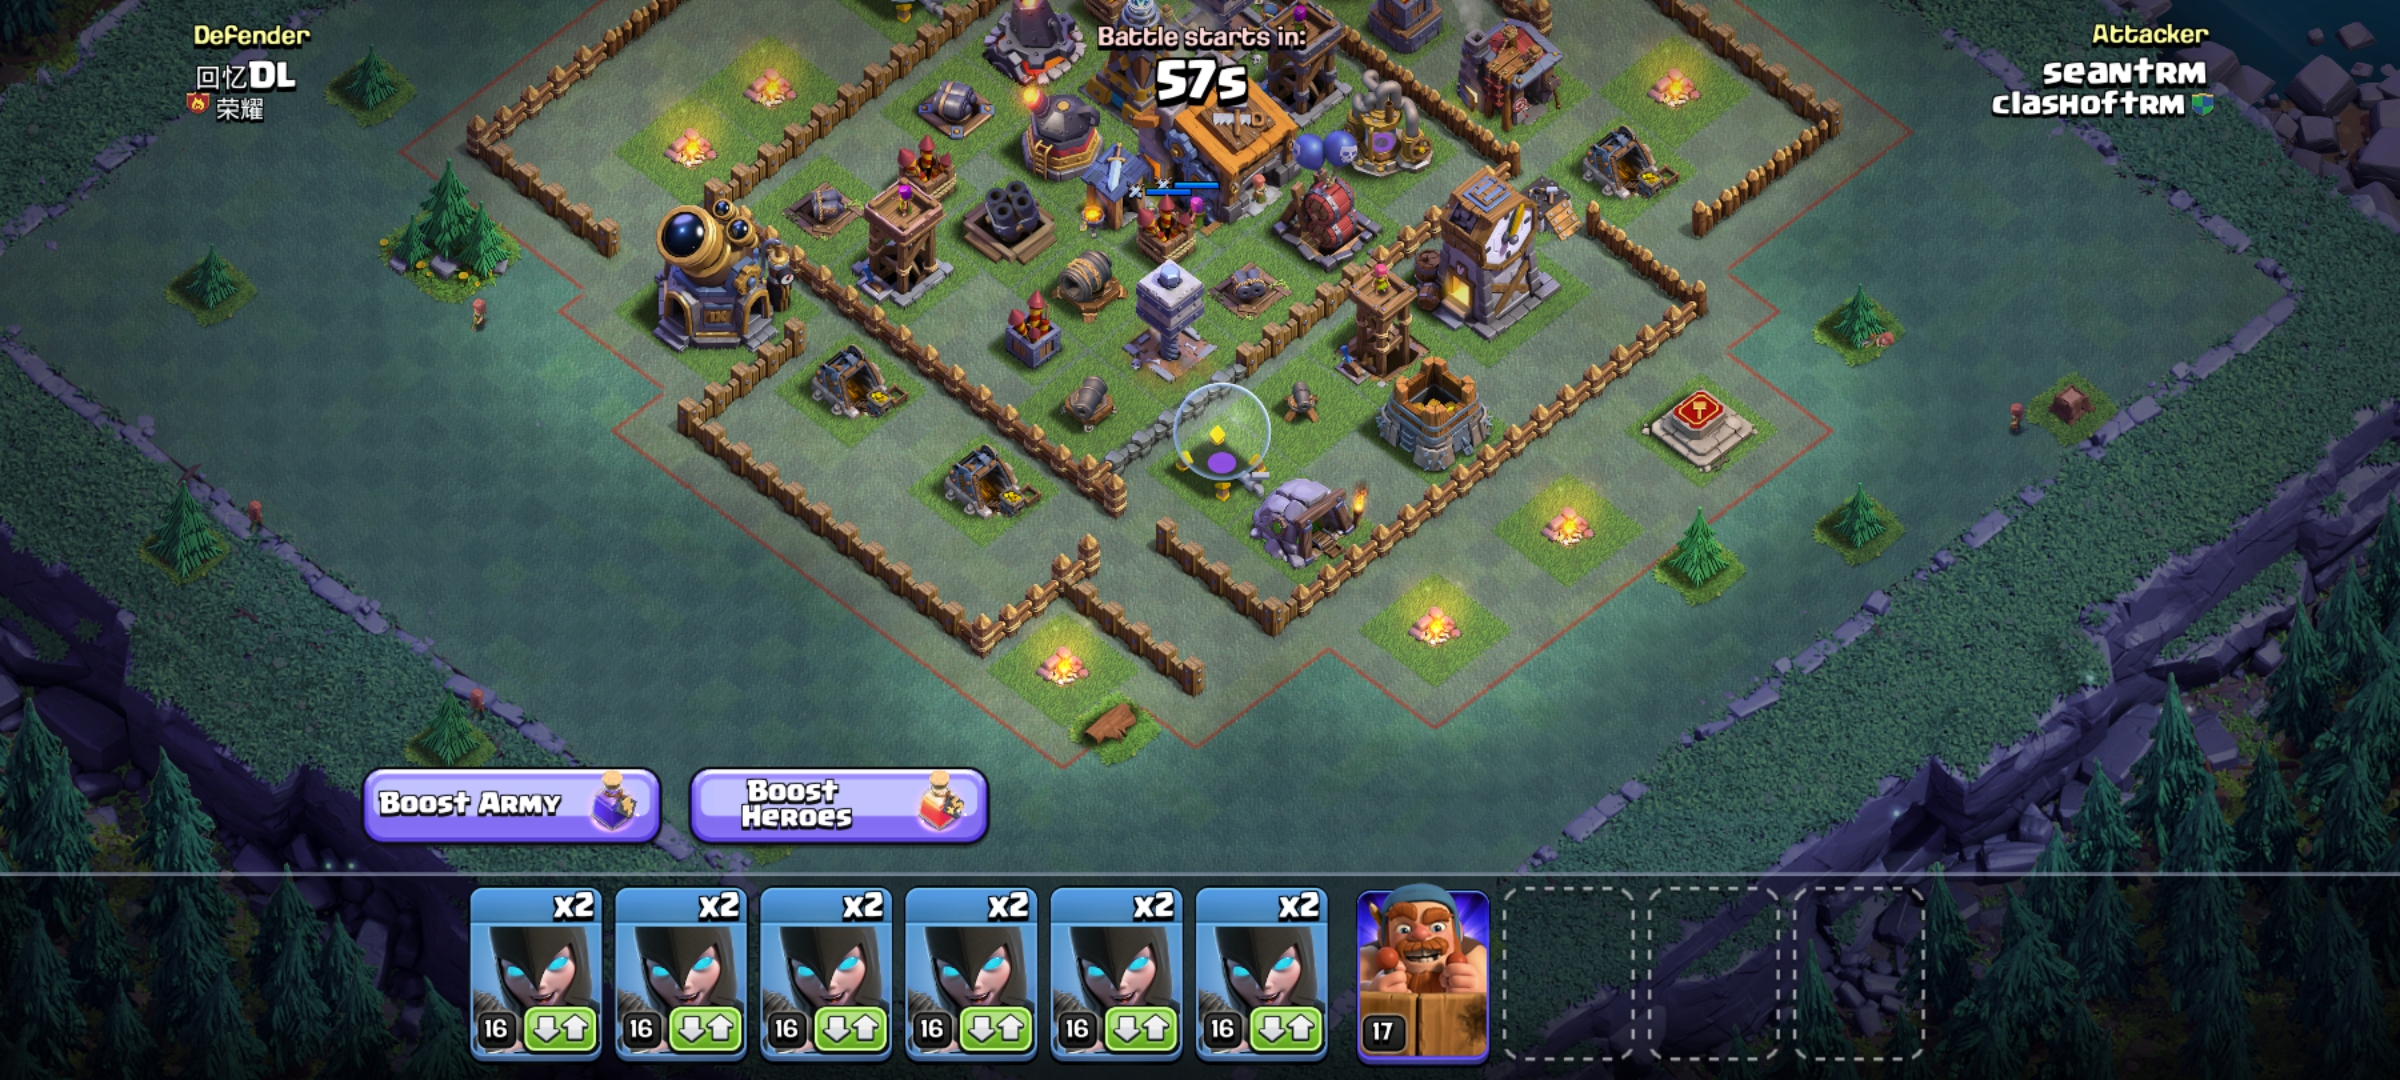 Defender
回忆DL
荣耀
Battle starts in:
57s
Attacker
seantRM
clashoftRM
Boost Army
Boost
Heroes
x2
x2
x2
x2
x2
x2
16
16
16
16
16
16
17